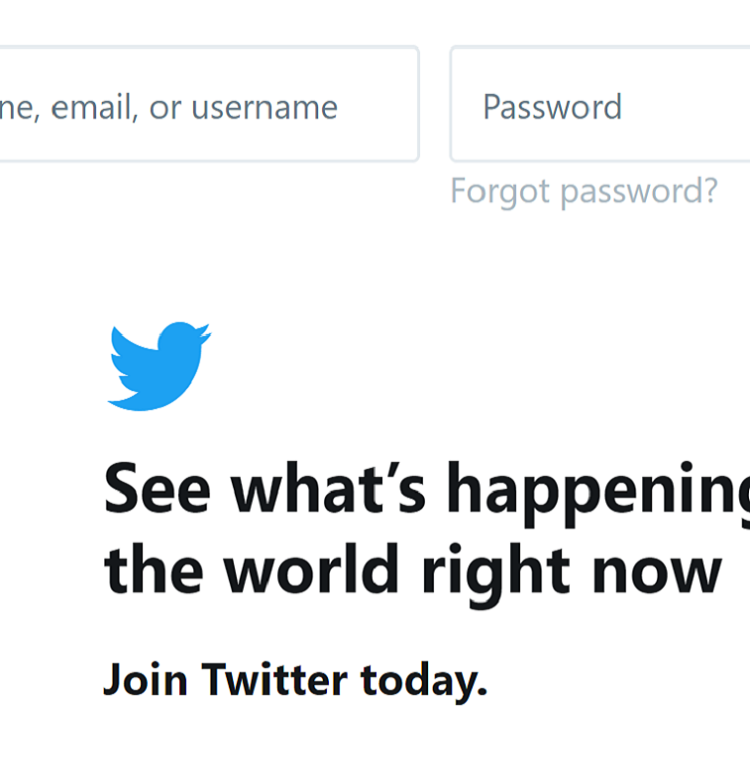 ne, email, or username Password
Forgot password?
See what's happening
the world right now
Join Twitter today.